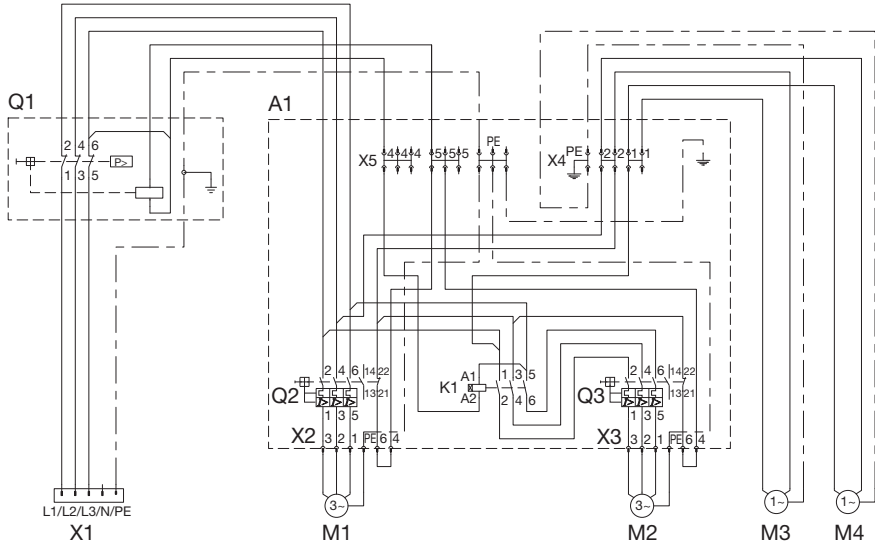 Q1
A1
2 4 6
P>
1 3 5
X5
4 4 4
5 5 5
PE
X4
PE
2 2 1 1
2 4 6 14 22
Q2
I> I> I>
13 21
1 3 5
X2
3 2 1 PE 6 4
K1
A1
A2
1 3 5
2 4 6
2 4 6 14 22
Q3
I> I> I>
13 21
1 3 5
X3
3 2 1 PE 6 4
L1/L2/L3/N/PE
X1
3~
M1
3~
M2
1~
M3
1~
M4